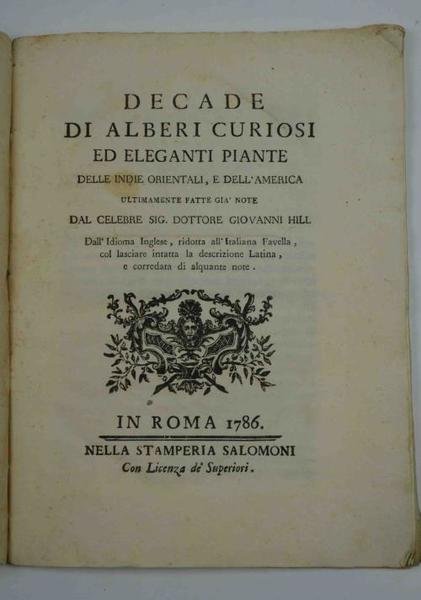 DECADE
DI ALBERI CURIOSI
ED ELEGANTI PIANTE
DELLE INDIE ORIENTALI, E DELL'AMERICA
ULTIMAMENTE FATTE GIA' NOTE
DAL CELEBRE SIG. DOTTORE GIOVANNI HILL
Dall'Idioma Inglese, ridotta all'Italiana Favella,
col lasciare intatta la descrizione Latina,
e corredata di alquante note.
IN ROMA 1786.
NELLA STAMPERIA SALOMONI
Con Licenza de' Superiori.